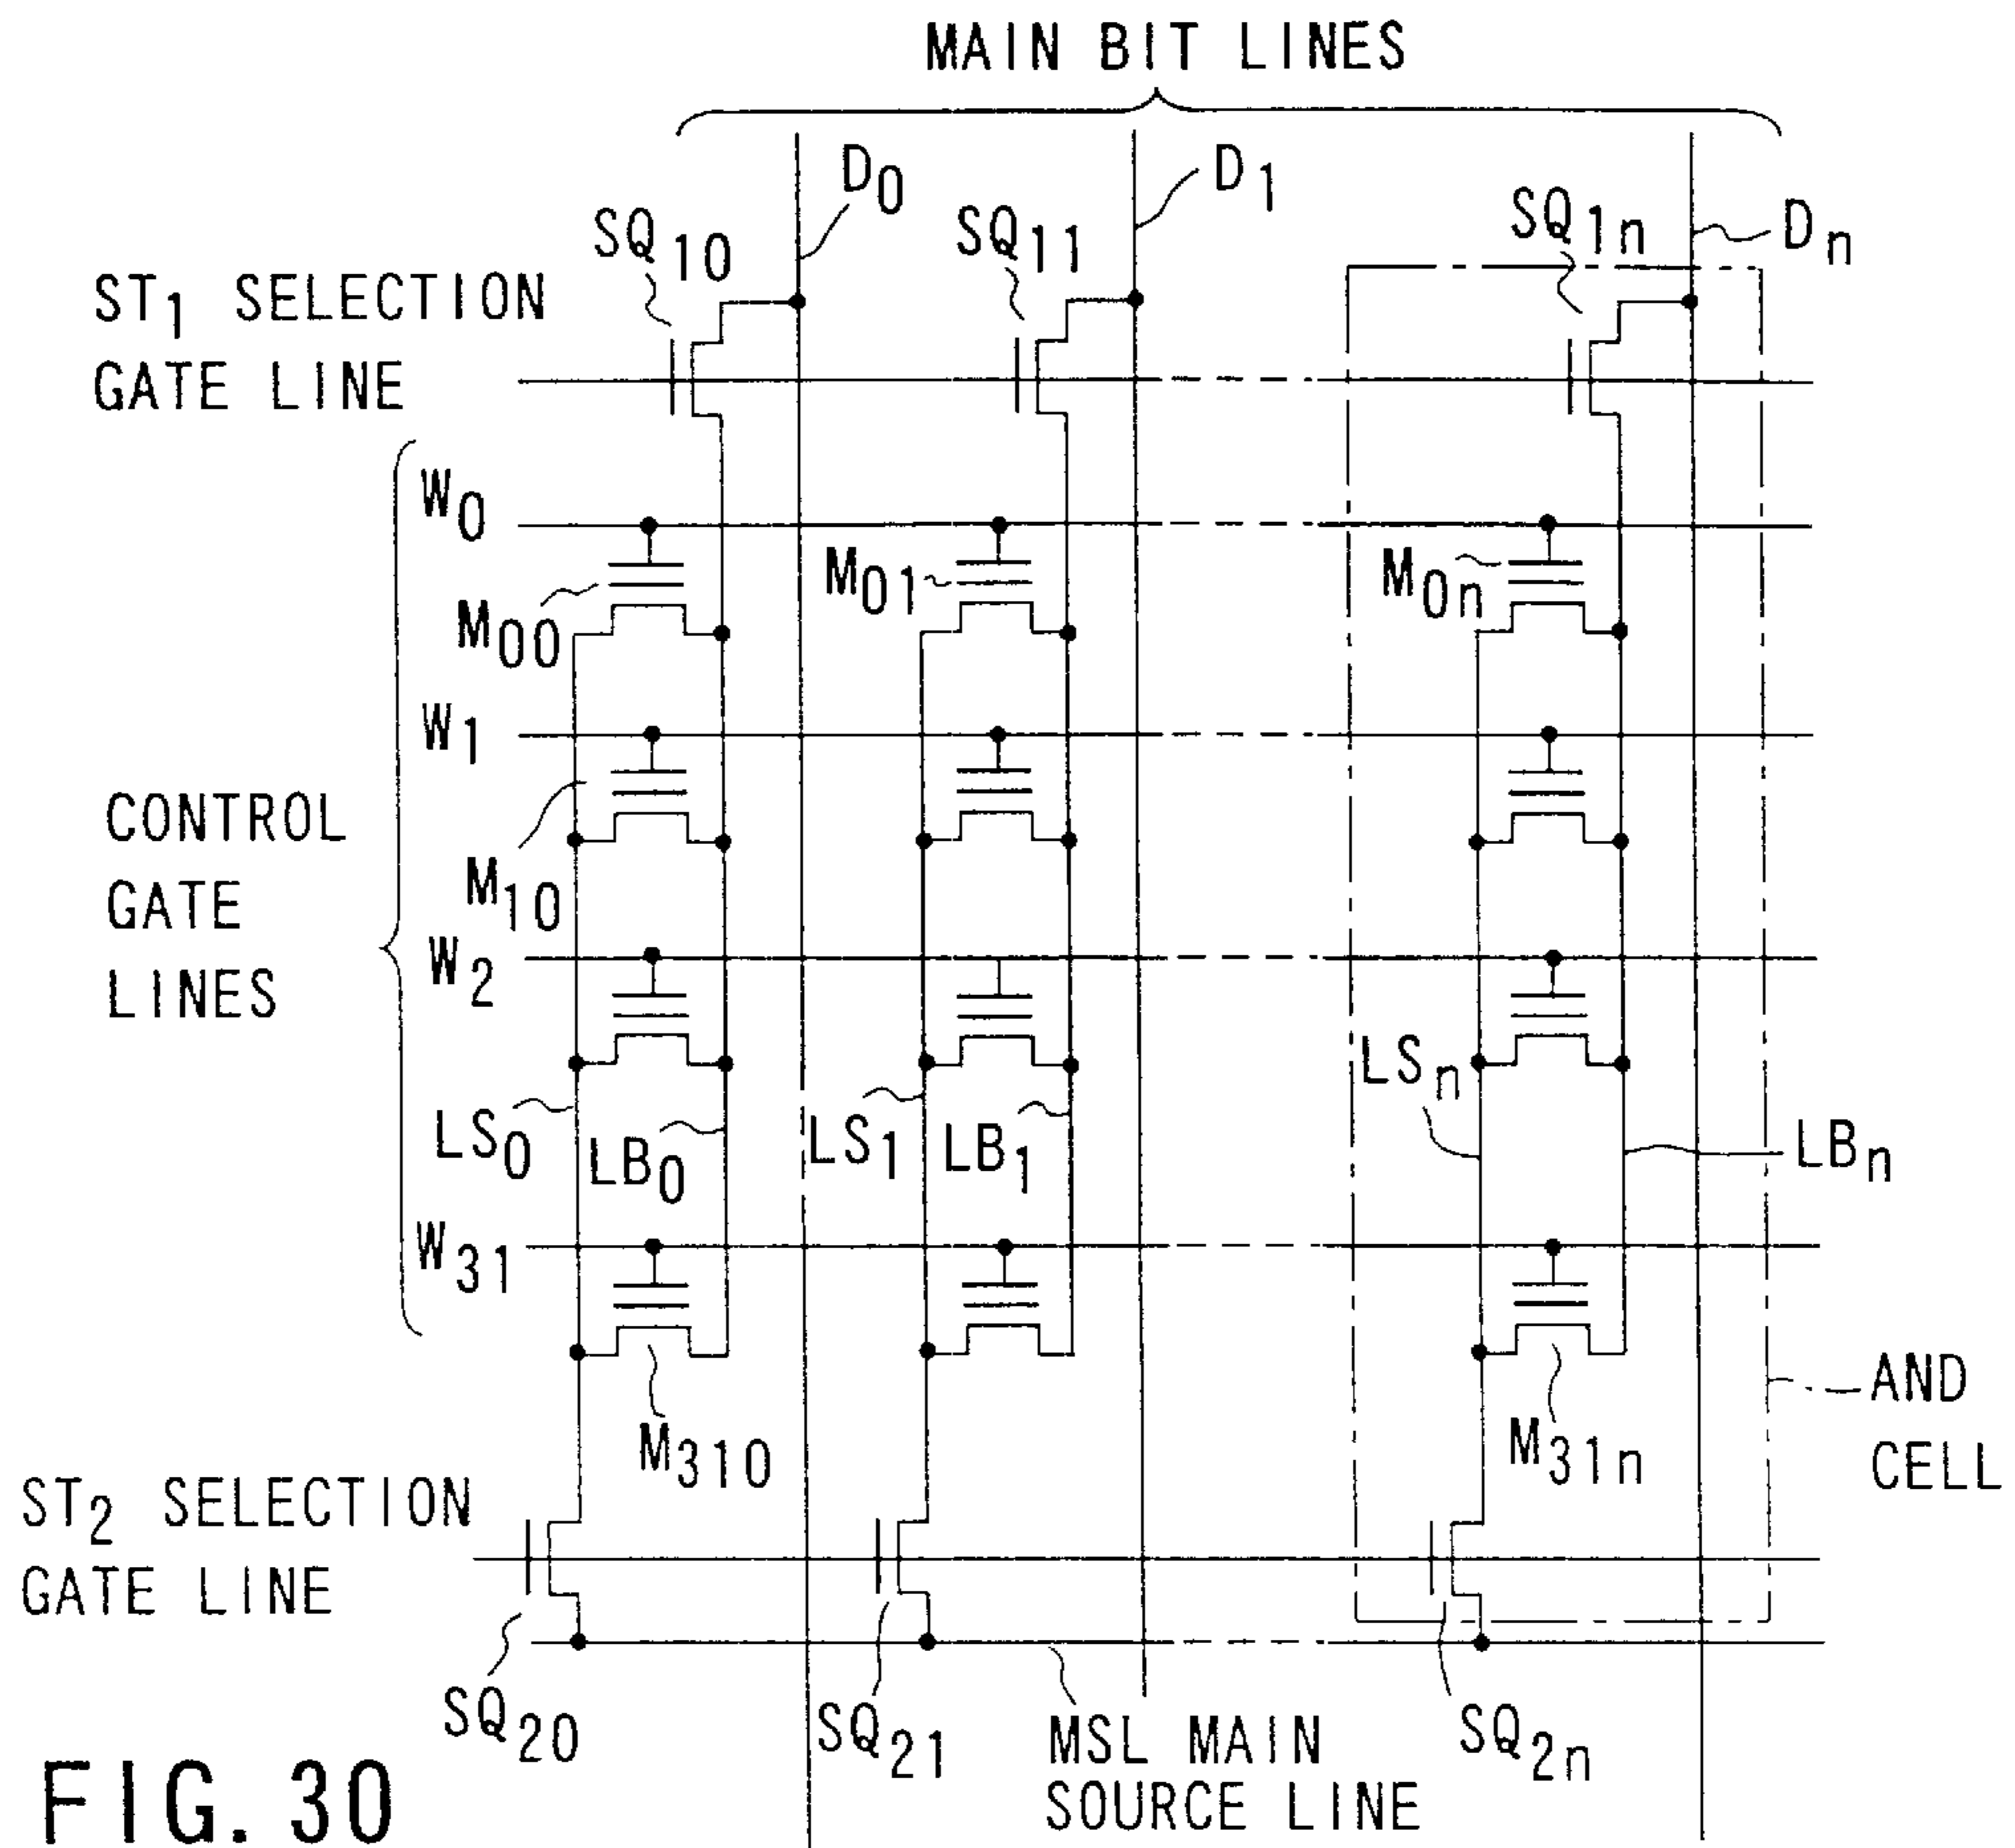 MAIN BIT LINES
D0
D1
Dn
SQ10
SQ11
SQ1n
ST1 SELECTION
GATE LINE
W0
M00
M01
M0n
W1
M10
CONTROL
GATE
LINES
W2
LS0
LB0
LS1
LB1
LSn
LBn
W31
M310
M31n
AND
CELL
ST2 SELECTION
GATE LINE
SQ20
SQ21
SQ2n
MSL MAIN
SOURCE LINE
FIG. 30